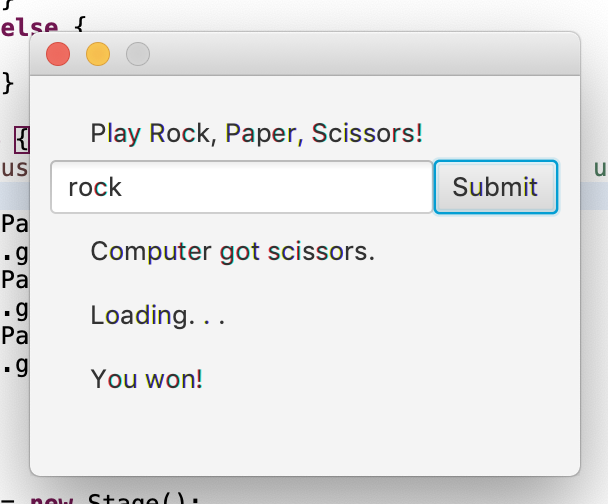 }
else {
}
{
Play Rock, Paper, Scissors!
us
u
rock
Submit
Pa
.g
Computer got scissors.
Pa
.g
Loading. . .
Pa
.g
You won!
= new Stage();